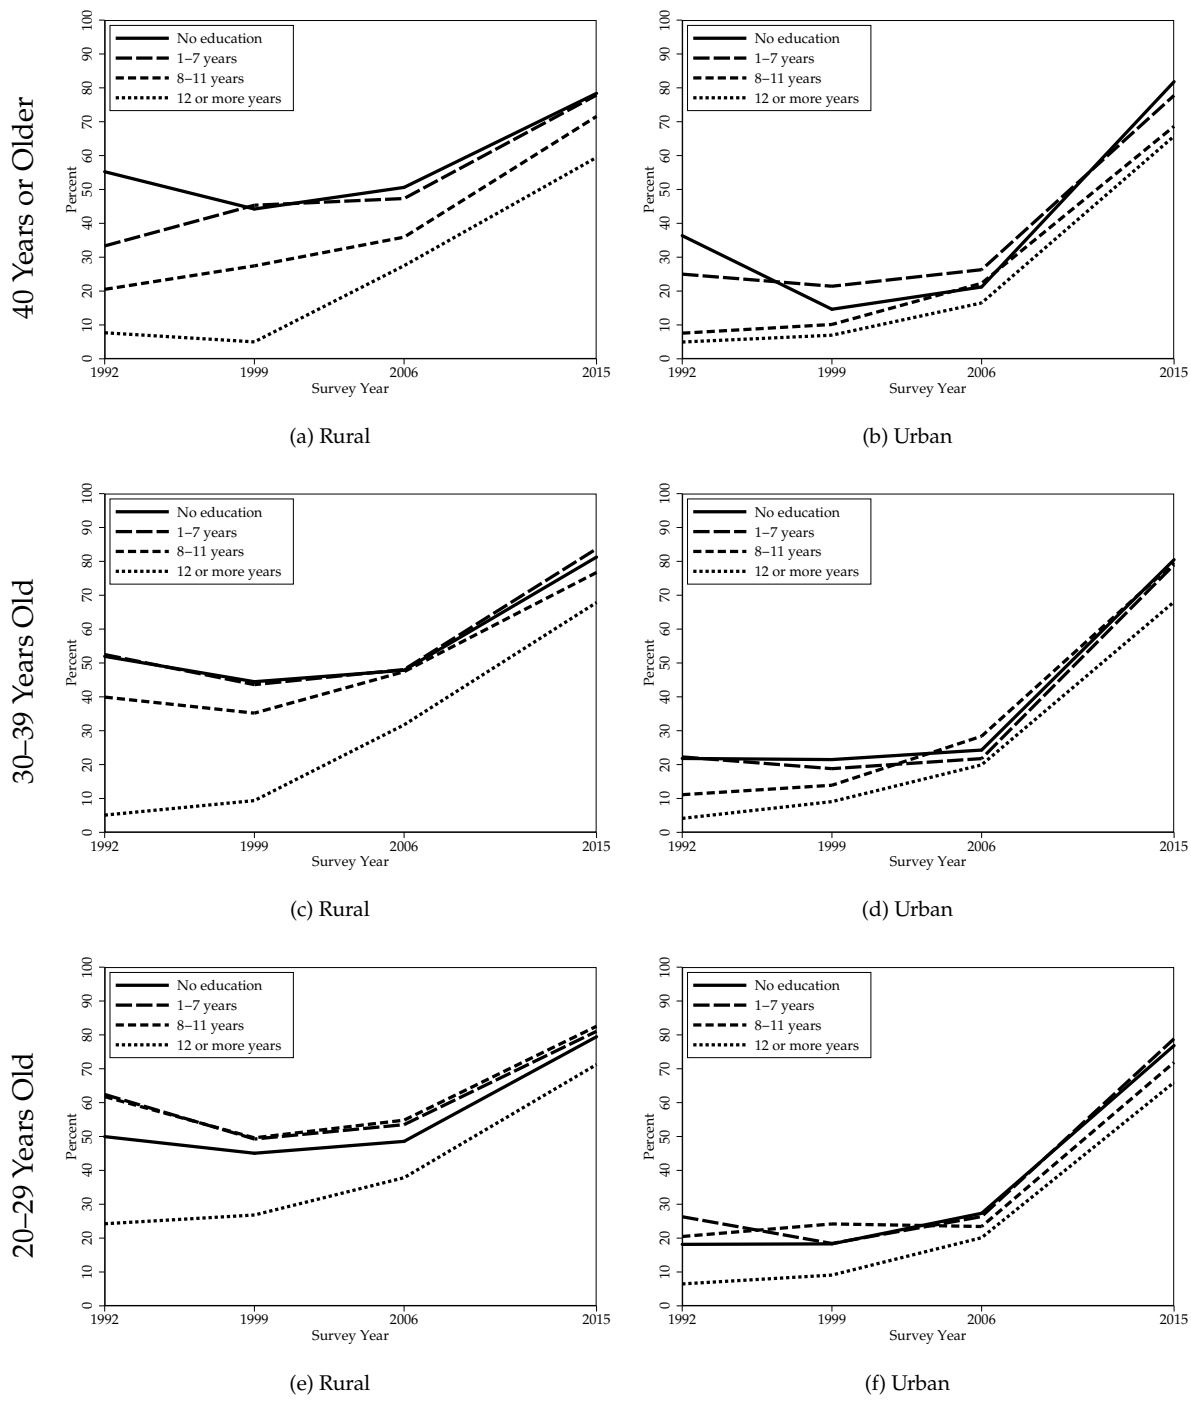 40 Years or Older
No education
1–7 years
8–11 years
12 or more years
Percent
0 10 20 30 40 50 60 70 80 90 100
1992 1999 2006 2015
Survey Year
(a) Rural
No education
1–7 years
8–11 years
12 or more years
Percent
0 10 20 30 40 50 60 70 80 90 100
1992 1999 2006 2015
Survey Year
(b) Urban
30–39 Years Old
No education
1–7 years
8–11 years
12 or more years
Percent
0 10 20 30 40 50 60 70 80 90 100
1992 1999 2006 2015
Survey Year
(c) Rural
No education
1–7 years
8–11 years
12 or more years
Percent
0 10 20 30 40 50 60 70 80 90 100
1992 1999 2006 2015
Survey Year
(d) Urban
20–29 Years Old
No education
1–7 years
8–11 years
12 or more years
Percent
0 10 20 30 40 50 60 70 80 90 100
1992 1999 2006 2015
Survey Year
(e) Rural
No education
1–7 years
8–11 years
12 or more years
Percent
0 10 20 30 40 50 60 70 80 90 100
1992 1999 2006 2015
Survey Year
(f) Urban